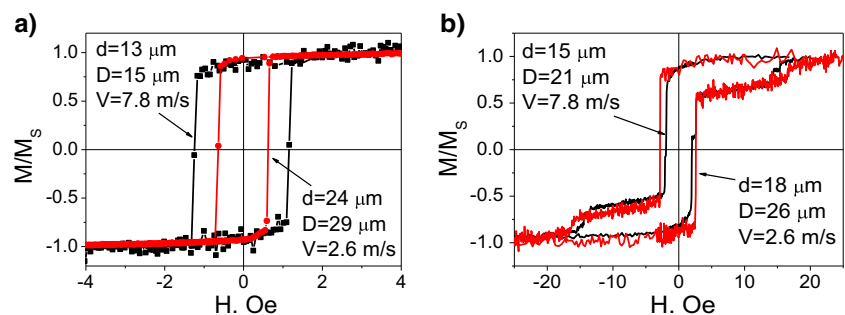 a)
d=13 μm
D=15 μm
V=7.8 m/s
d=24 μm
D=29 μm
V=2.6 m/s
M/M_S
1.0
0.5
0.0
-0.5
-1.0
-4
-2
0
2
4
H, Oe
b)
d=15 μm
D=21 μm
V=7.8 m/s
d=18 μm
D=26 μm
V=2.6 m/s
M/M_S
1.0
0.5
0.0
-0.5
-1.0
-20
-10
0
10
20
H, Oe